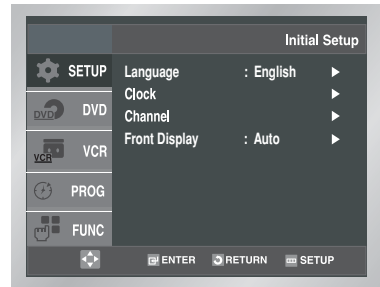 Initial Setup
SETUP
Language : English
Clock
DVD DVD
Channel
Front Display : Auto
VCR VCR
PROG
FUNC
ENTER RETURN SETUP